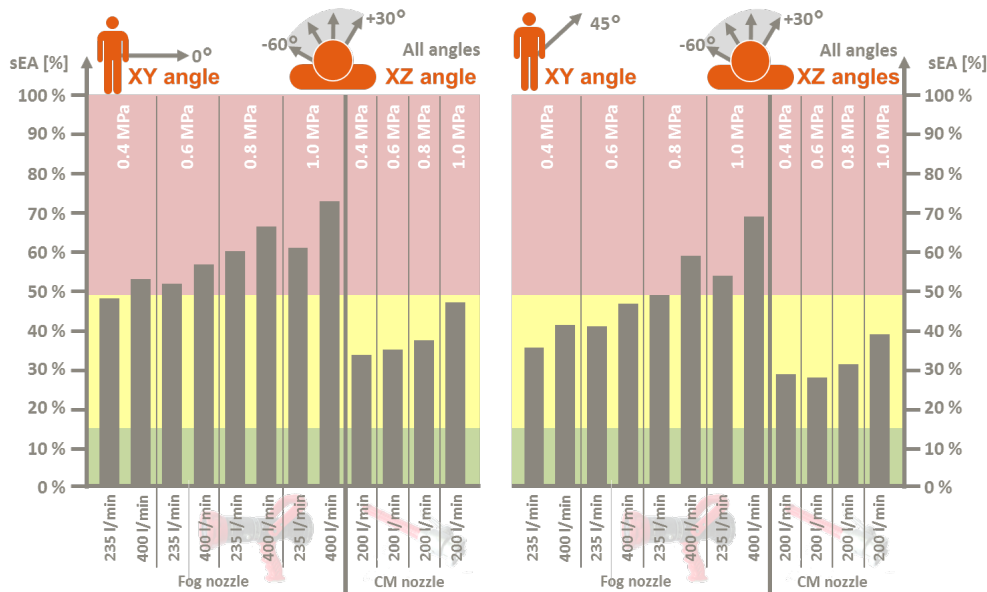 +30°
-60°
0°
All angles
sEA [%]
XY angle
XZ angle
100 %
90 %
80 %
70 %
60 %
50 %
40 %
30 %
20 %
10 %
0 %
0.4 MPa
0.6 MPa
0.8 MPa
1.0 MPa
0.4 MPa
0.6 MPa
0.8 MPa
1.0 MPa
235 l/min
400 l/min
235 l/min
400 l/min
235 l/min
400 l/min
235 l/min
400 l/min
200 l/min
200 l/min
200 l/min
200 l/min
Fog nozzle
CM nozzle
45°
+30°
-60°
All angles
sEA [%]
XY angle
XZ angles
0.4 MPa
0.6 MPa
0.8 MPa
1.0 MPa
0.4 MPa
0.6 MPa
0.8 MPa
1.0 MPa
100 %
90 %
80 %
70 %
60 %
50 %
40 %
30 %
20 %
10 %
0 %
235 l/min
400 l/min
235 l/min
400 l/min
235 l/min
400 l/min
235 l/min
400 l/min
200 l/min
200 l/min
200 l/min
200 l/min
Fog nozzle
CM nozzle